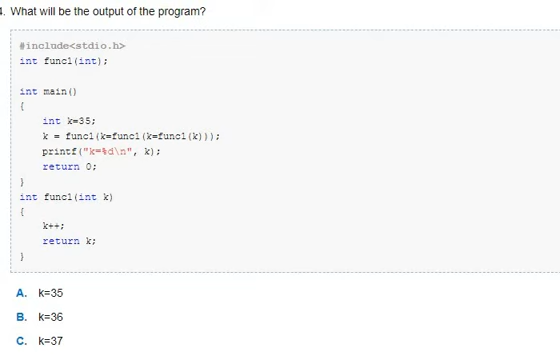 4. What will be the output of the program?
#include<stdio.h>
int func1(int);
int main()
{
int k=35;
k = func1(k=func1(k=func1(k)));
printf("k=%d\n", k);
return 0;
}
int func1(int k)
{
k++;
return k;
}
A. k=35
B. k=36
C. k=37